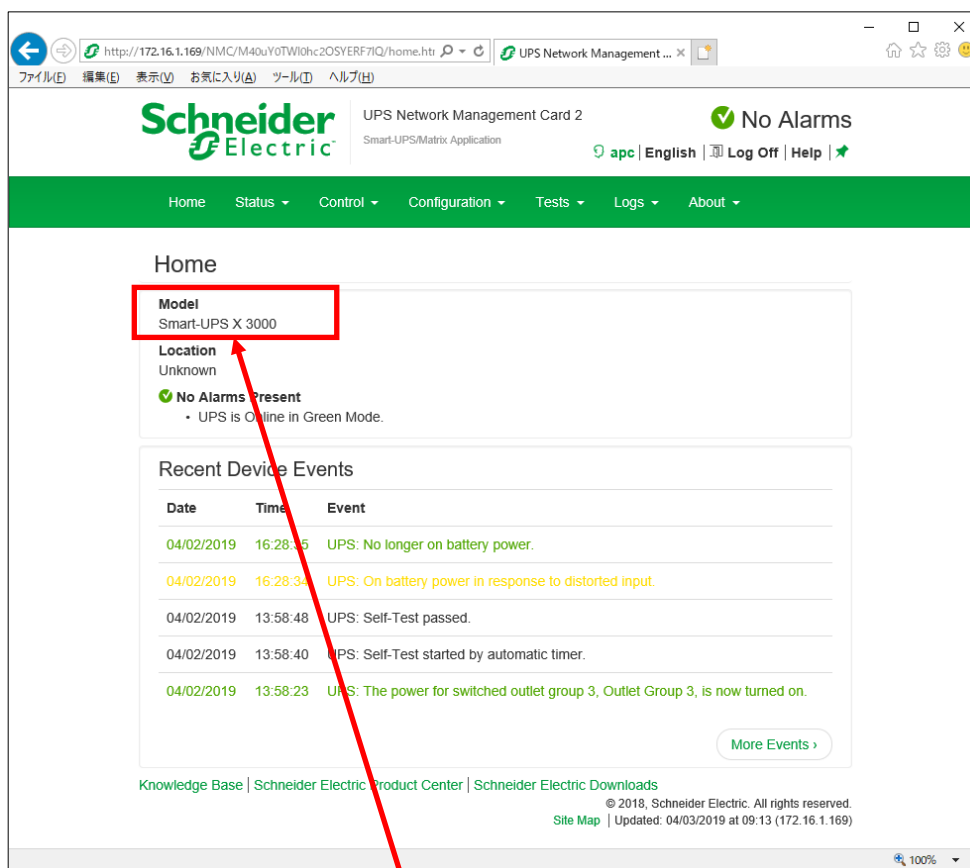 http://172.16.1.169/NMC/M40uY0TWl0hc2OSYERF7IQ/home.htı
UPS Network Management ...
ファイル(F) 編集(E) 表示(V) お気に入り(A) ツール(T) ヘルプ(H)
Schneider Electric
UPS Network Management Card 2
Smart-UPS/Matrix Application
No Alarms
apc | English | Log Off | Help |
Home Status Control Configuration Tests Logs About
Home
Model
Smart-UPS X 3000
Location
Unknown
No Alarms Present
• UPS is Online in Green Mode.
Recent Device Events
Date Time Event
04/02/2019 16:28:35 UPS: No longer on battery power.
04/02/2019 16:28:34 UPS: On battery power in response to distorted input.
04/02/2019 13:58:48 UPS: Self-Test passed.
04/02/2019 13:58:40 UPS: Self-Test started by automatic timer.
04/02/2019 13:58:23 UPS: The power for switched outlet group 3, Outlet Group 3, is now turned on.
More Events ›
Knowledge Base | Schneider Electric Product Center | Schneider Electric Downloads
© 2018, Schneider Electric. All rights reserved.
Site Map | Updated: 04/03/2019 at 09:13 (172.16.1.169)
100%